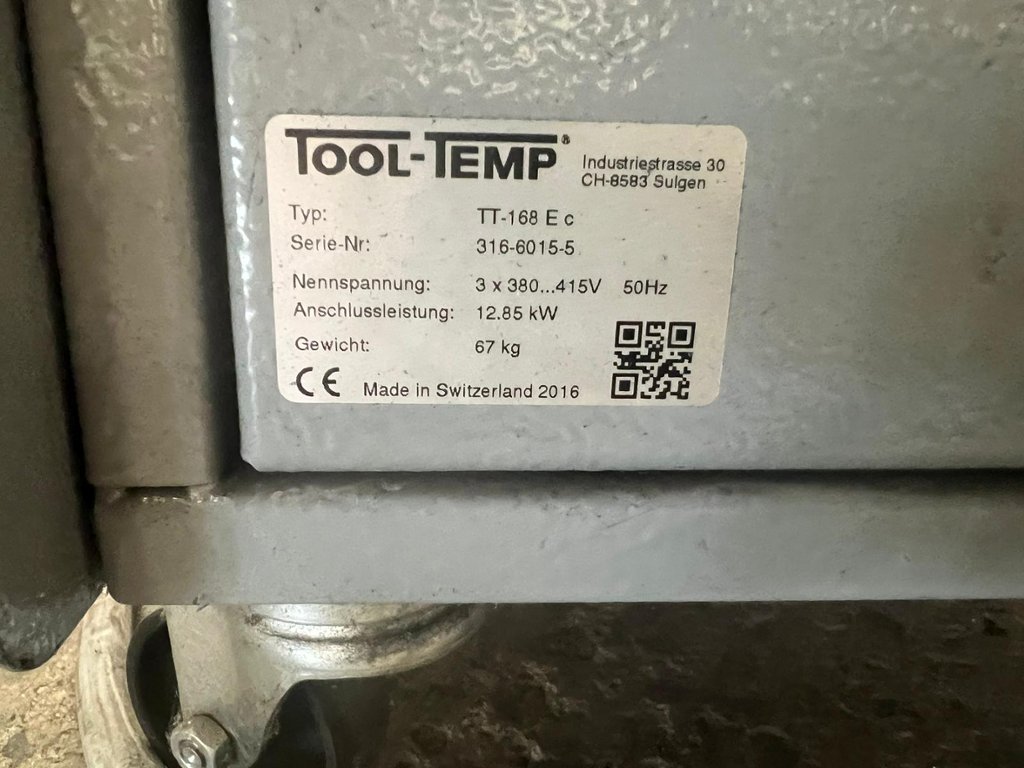 TOOL-TEMP®
Industriestrasse 30
CH-8583 Sulgen
Typ: TT-168 E c
Serie-Nr: 316-6015-5
Nennspannung: 3 x 380...415V 50Hz
Anschlussleistung: 12.85 kW
Gewicht: 67 kg
CE Made in Switzerland 2016